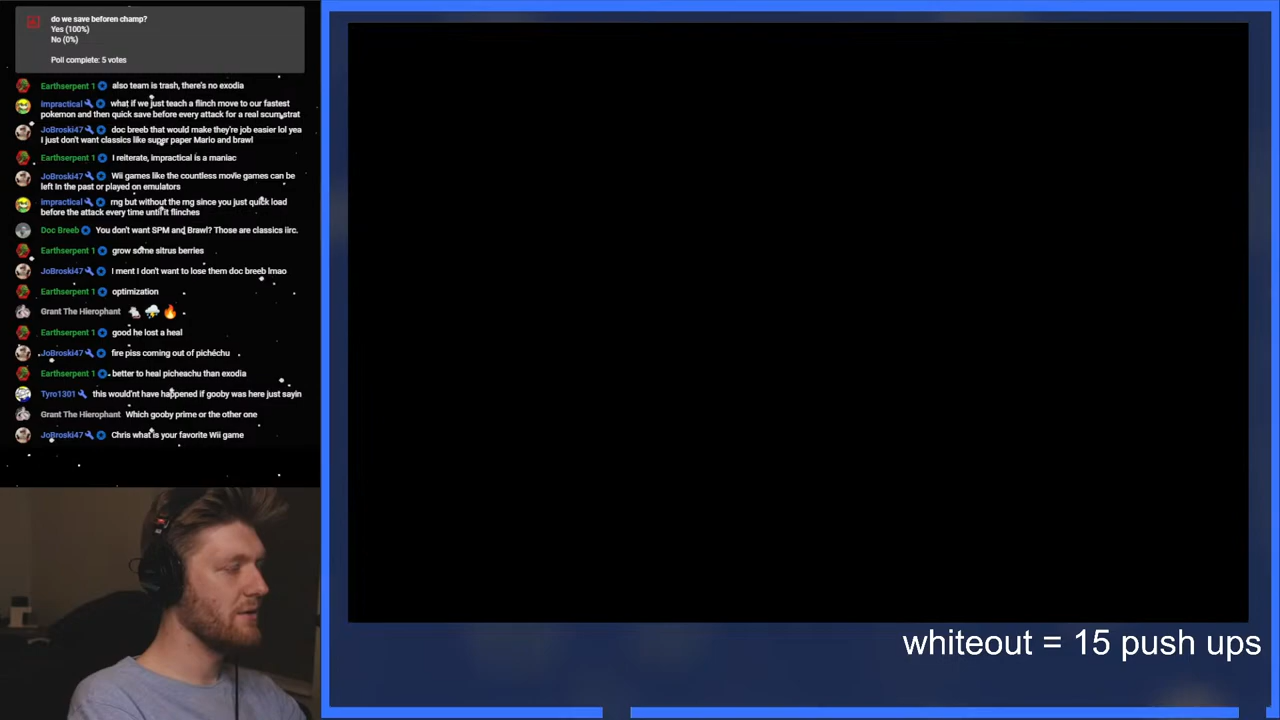 do we save beforen champ?
Yes (100%)
No (0%)
Poll complete: 5 votes
Earthserpent 1 also team is trash, there's no exodia
Impractical what if we just teach a flinch move to our fastest
pokemon and then quick save before every attack for a real scum strat
JoBroski47 doc breeb that would make they're job easier lol yea
I just don't want classics like super paper Mario and brawl
Earthserpent 1 I reiterate, Impractical is a maniac
JoBroski47 Wii games like the countless movie games can be
left In the past or played on emulators
Impractical rng but without the rng since you just quick load
before the attack every time until it flinches
Doc Breeb You don't want SPM and Brawl? Those are classics iirc.
Earthserpent 1 grow some sitrus berries
JoBroski47 I ment I don't want to lose them doc breeb lmao
Earthserpent 1 optimization
Grant The Hierophant
Earthserpent 1 good he lost a heal
JoBroski47 fire piss coming out of pichéchu
Earthserpent 1 better to heal picheachu than exodia
Tyro1301 this would'nt have happened if gooby was here just sayin
Grant The Hierophant Which gooby prime or the other one
JoBroski47 Chris what is your favorite Wii game
whiteout = 15 push ups